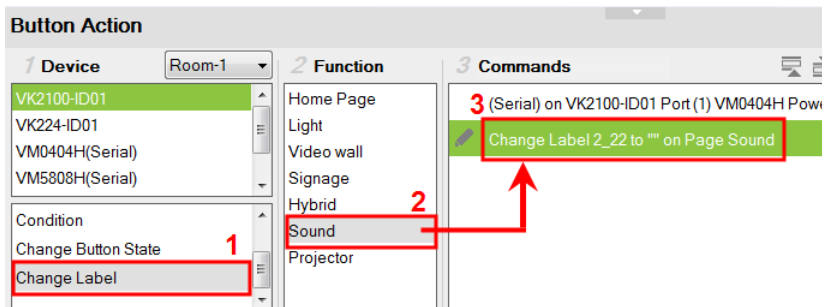 Button Action
1 Device Room-1 2 Function 3 Commands
VK2100-ID01
VK224-ID01
VM0404H(Serial)
VM5808H(Serial)
Condition
Change Button State 1
Change Label
Home Page
Light
Video wall
Signage
Hybrid 2
Sound
Projector
3 (Serial) on VK2100-ID01 Port (1) VM0404H Powe
Change Label 2_22 to "" on Page Sound